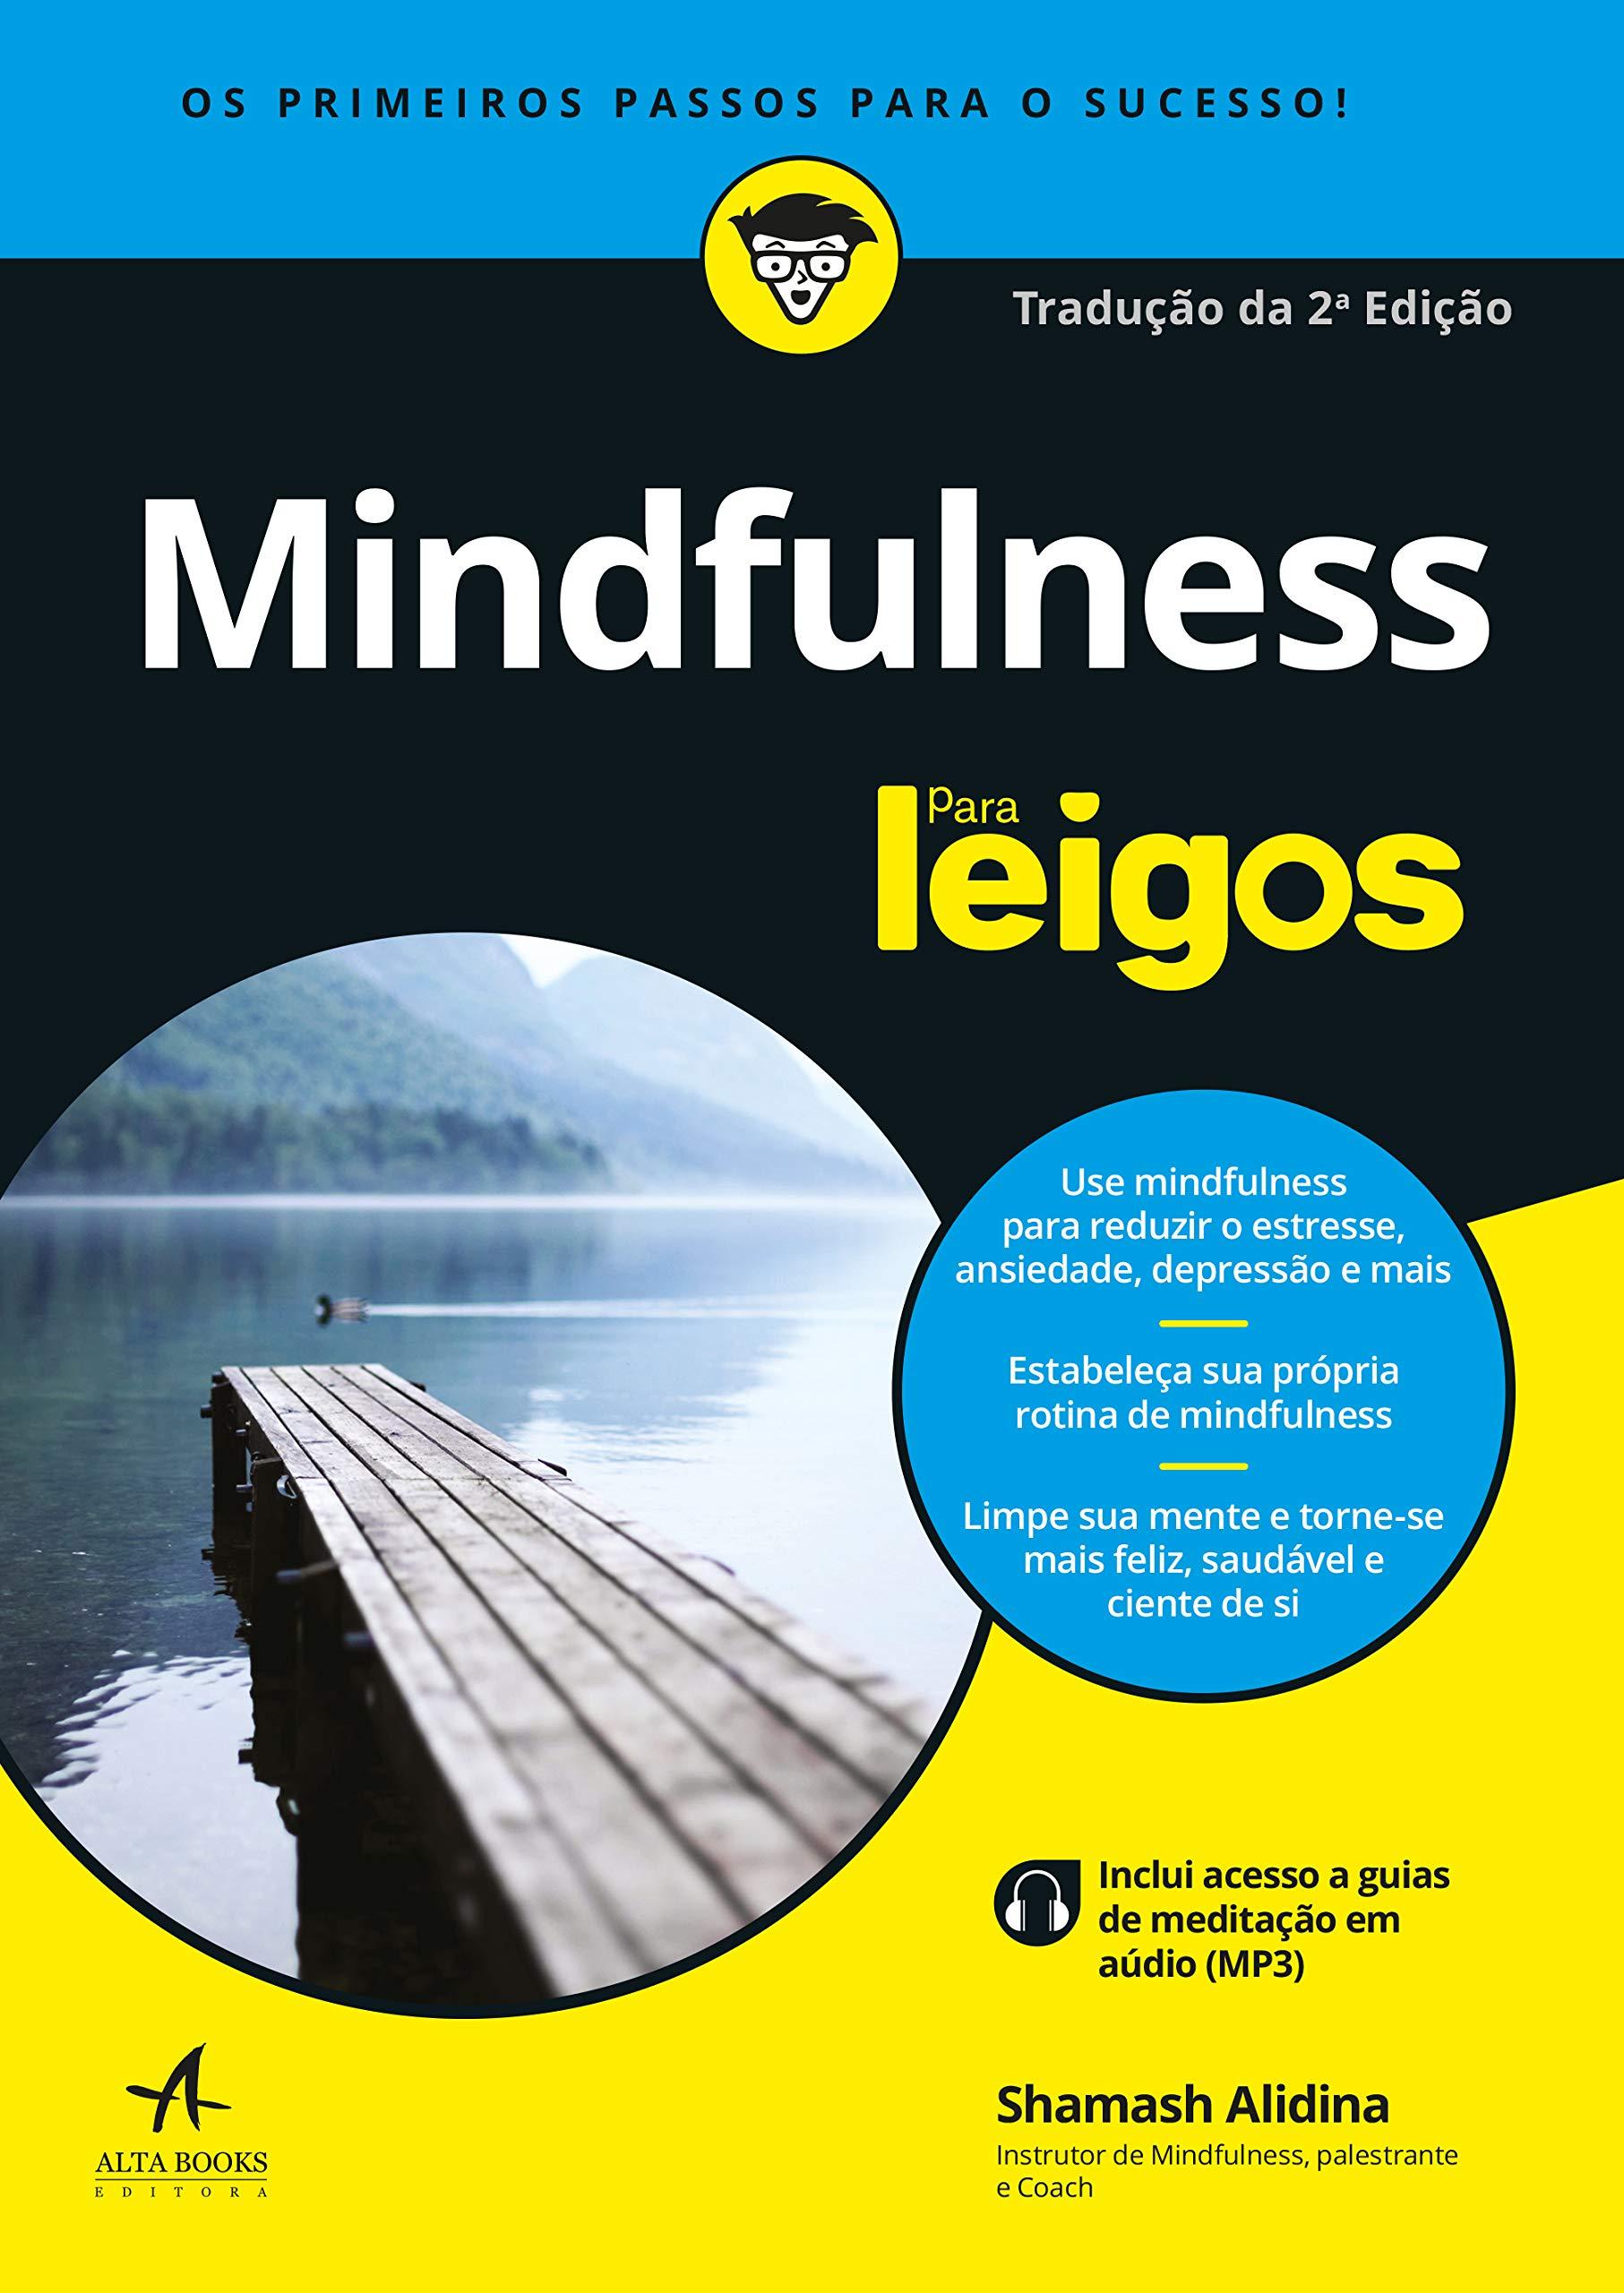 OS PRIMEIROS PASSOS PARA O SUCESSO!
Tradução da 2ª Edição
Mindfulness
para
leigos
Use mindfulness
para reduzir o estresse,
ansiedade, depressão e mais
Estabeleça sua própria
rotina de mindfulness
Limpe sua mente e torne-se
mais feliz, saudável e
ciente de si
Inclui acesso a guias
de meditação em
aúdio (MP3)
Shamash Alidina
Instrutor de Mindfulness, palestrante
e Coach
ALTA BOOKS
EDITORA